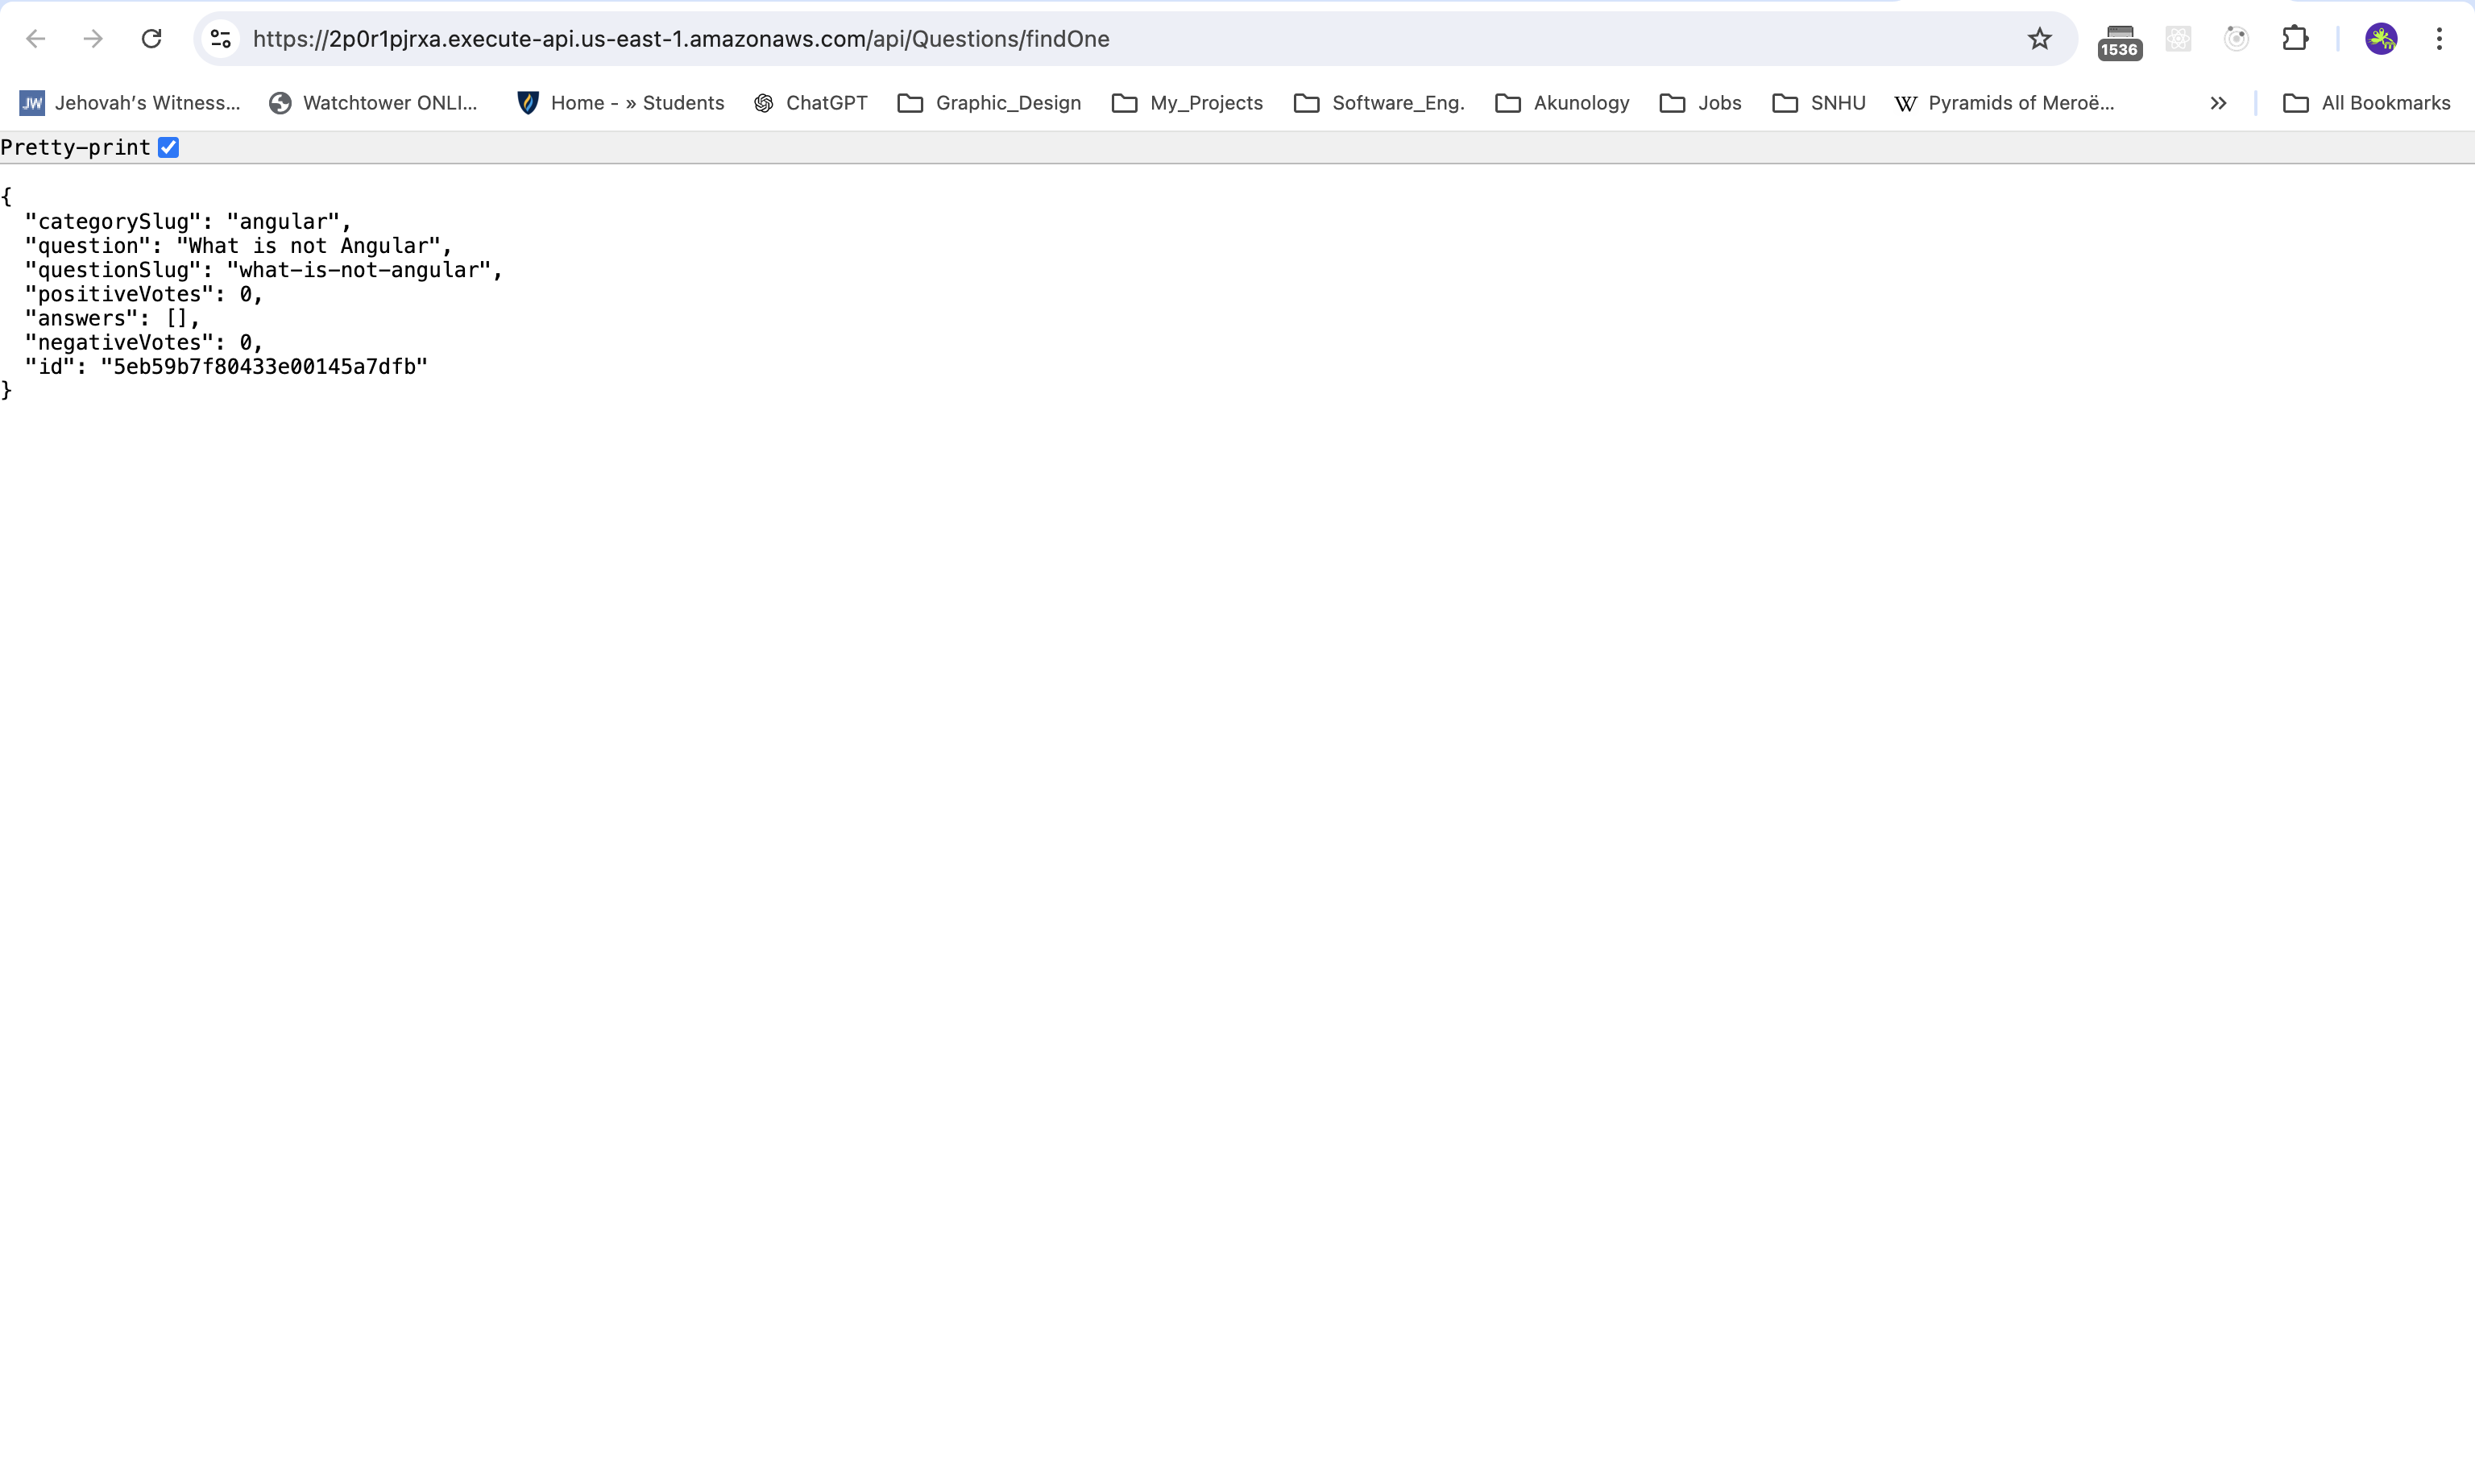 https://2p0r1pjrxa.execute-api.us-east-1.amazonaws.com/api/Questions/findOne
1536
JW Jehovah's Witness... Watchtower ONLI... Home - » Students ChatGPT Graphic_Design My_Projects Software_Eng. Akunology Jobs SNHU W Pyramids of Meroë... » All Bookmarks
Pretty-print
{
  "categorySlug": "angular",
  "question": "What is not Angular",
  "questionSlug": "what-is-not-angular",
  "positiveVotes": 0,
  "answers": [],
  "negativeVotes": 0,
  "id": "5eb59b7f80433e00145a7dfb"
}